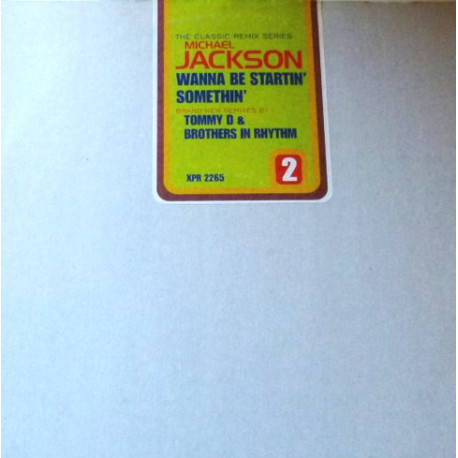 THE CLASSIC REMIX SERIES
MICHAEL
JACKSON
WANNA BE STARTIN'
SOMETHIN'
BRAND NEW REMIXES BY
TOMMY D &
BROTHERS IN RHYTHM
XPR 2265
2